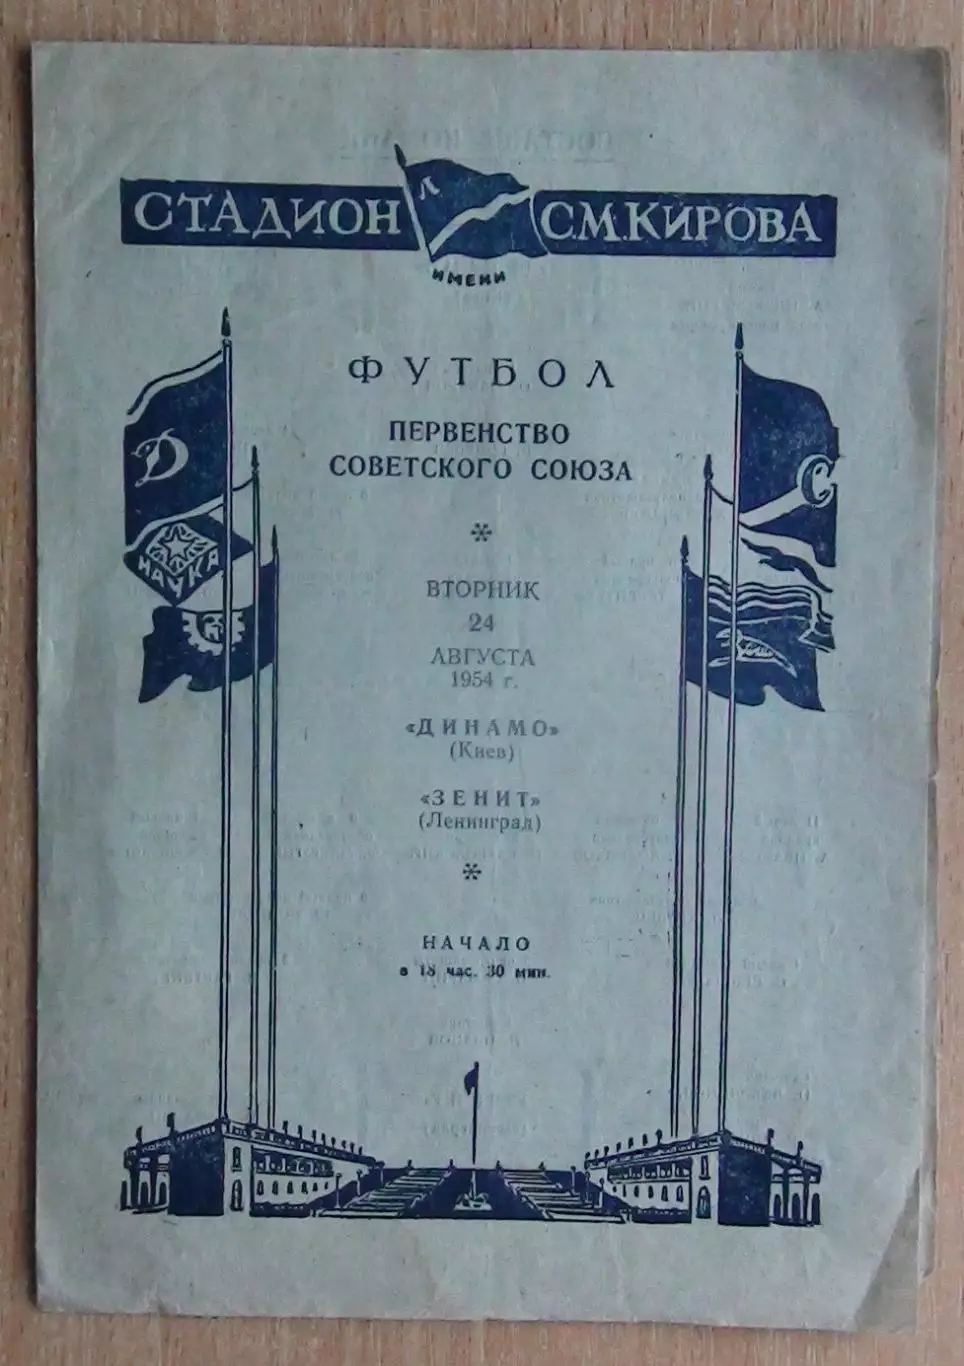 СТАДИОН Л С.М.КИРОВА
ИМЕНИ
ФУТБОЛ
ПЕРВЕНСТВО
СОВЕТСКОГО СОЮЗА
Д
С
НАУКА
ВТОРНИК
24
АВГУСТА
1954 г.
«ДИНАМО»
(Киев)
«ЗЕНИТ»
(Ленинград)
НАЧАЛО
в 18 час. 30 мин.